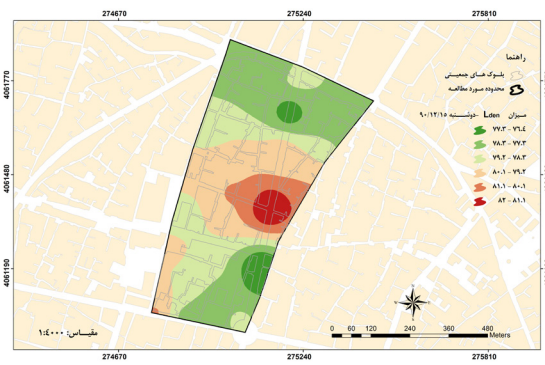 274670 275240 275810
4061770
4061480
4061190
راهنما
بلوک های جمعیتی
محدوده مورد مطالعه
میزان Lden -دوشنبه ۹۰/۱۲/۱۵
۷۷.۳ – ۷۶.٤
۷۸.۳ – ۷۷.۳
۷۹.۲ – ۷۸.۳
۸۰.۱ – ۷۹.۲
۸۱.۱ – ۸۰.۱
۸۲ – ۸۱.۱
مقیاس: ۱:٤۰۰۰
0 60 120 240 360 480
Meters
274670 275240 275810